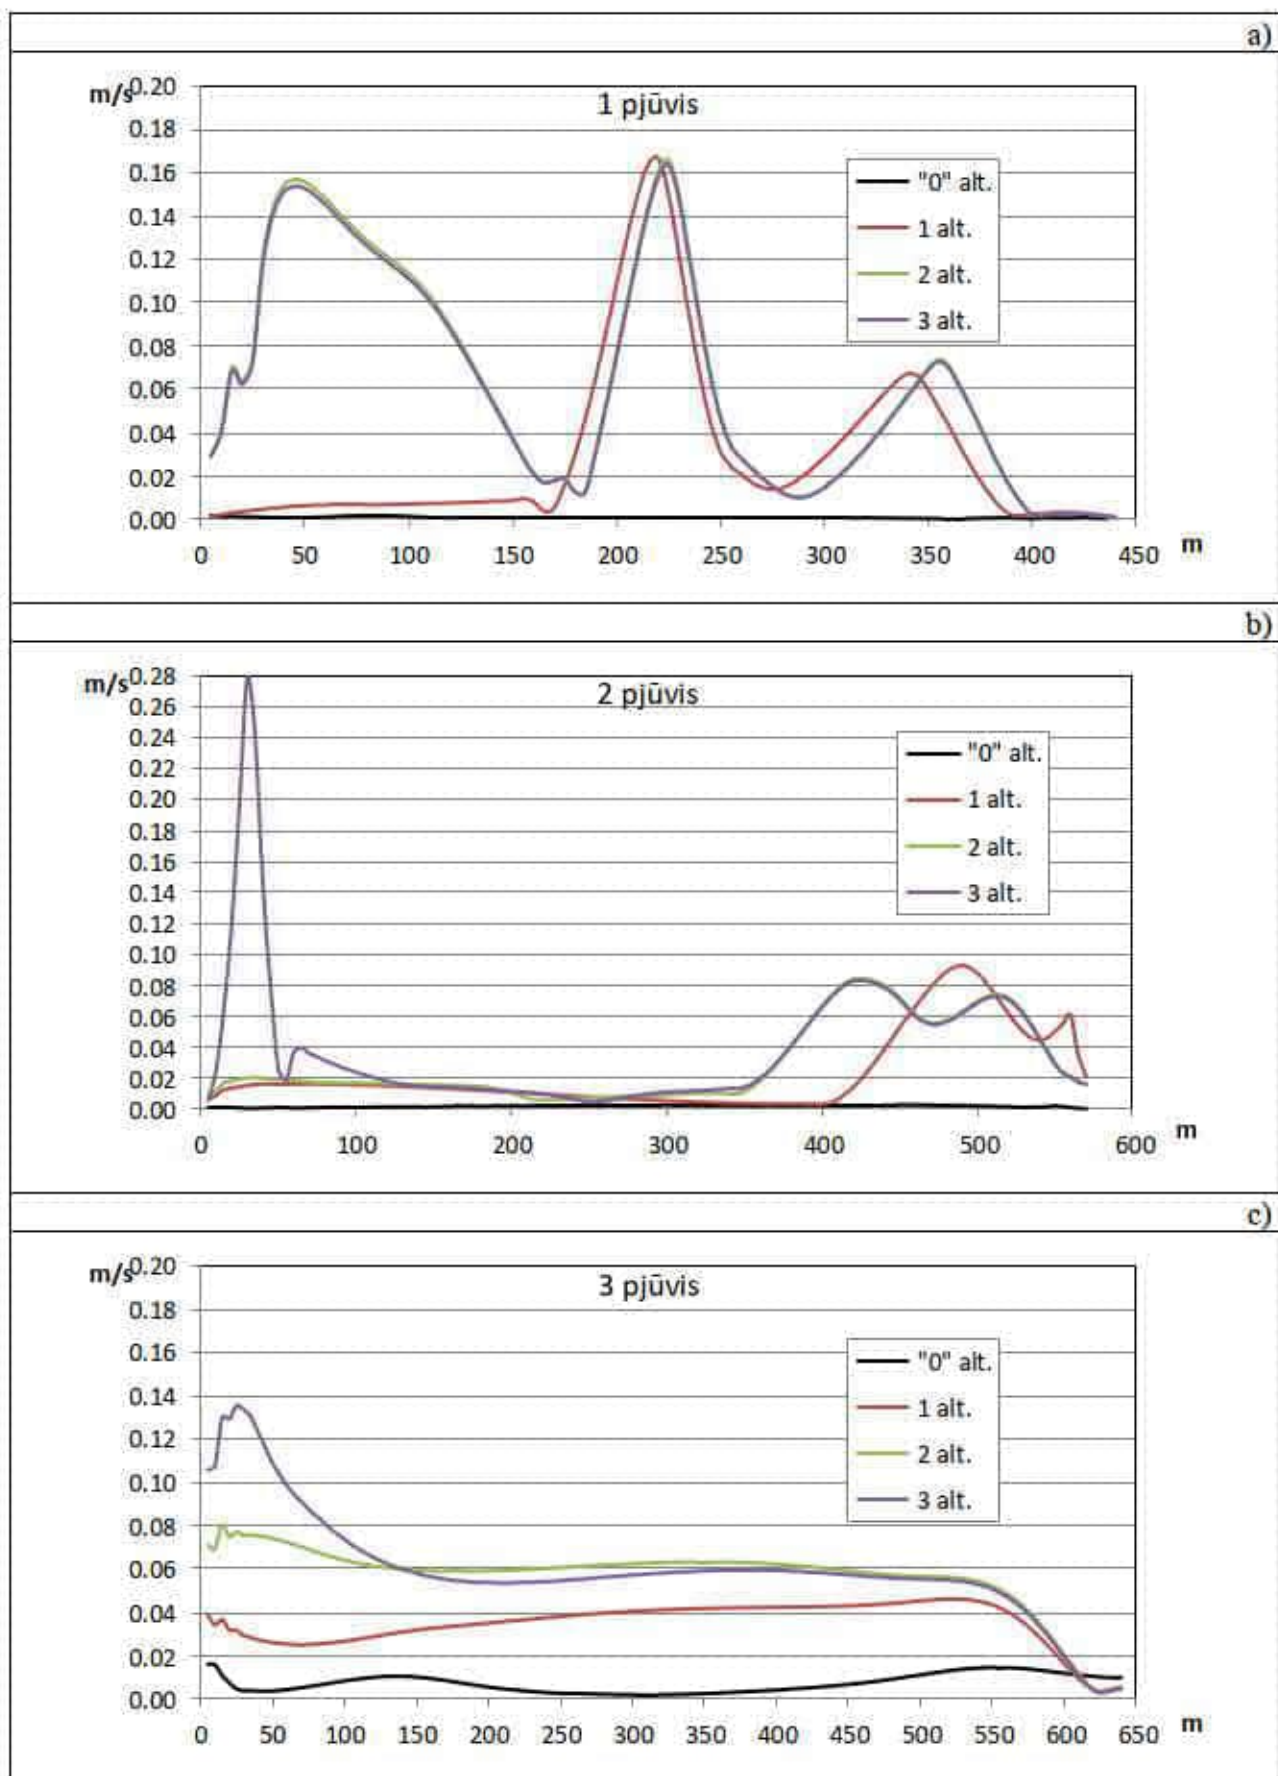 a)
m/s
1 pjūvis
0.20
0.18
0.16
0.14
0.12
0.10
0.08
0.06
0.04
0.02
0.00
"0" alt.
1 alt.
2 alt.
3 alt.
0 50 100 150 200 250 300 350 400 450 m
b)
m/s
2 pjūvis
0.28
0.26
0.24
0.22
0.20
0.18
0.16
0.14
0.12
0.10
0.08
0.06
0.04
0.02
0.00
"0" alt.
1 alt.
2 alt.
3 alt.
0 100 200 300 400 500 600 m
c)
m/s
3 pjūvis
0.20
0.18
0.16
0.14
0.12
0.10
0.08
0.06
0.04
0.02
0.00
"0" alt.
1 alt.
2 alt.
3 alt.
0 50 100 150 200 250 300 350 400 450 500 550 600 650 m